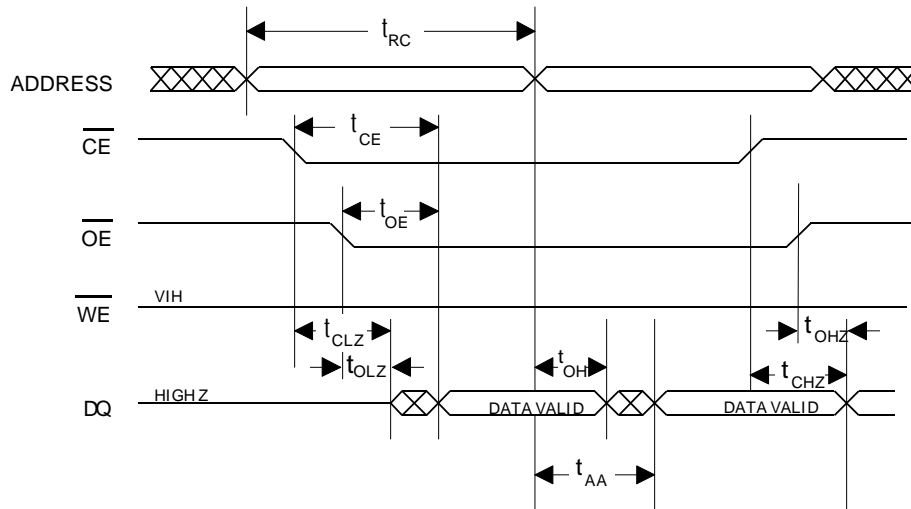 tRC
ADDRESS
tCE
CE
tOE
OE
VIH
WE
tCLZ
tOHZ
tOLZ
tOH
tCHZ
HIGH Z
DQ
DATA VALID
DATA VALID
tAA